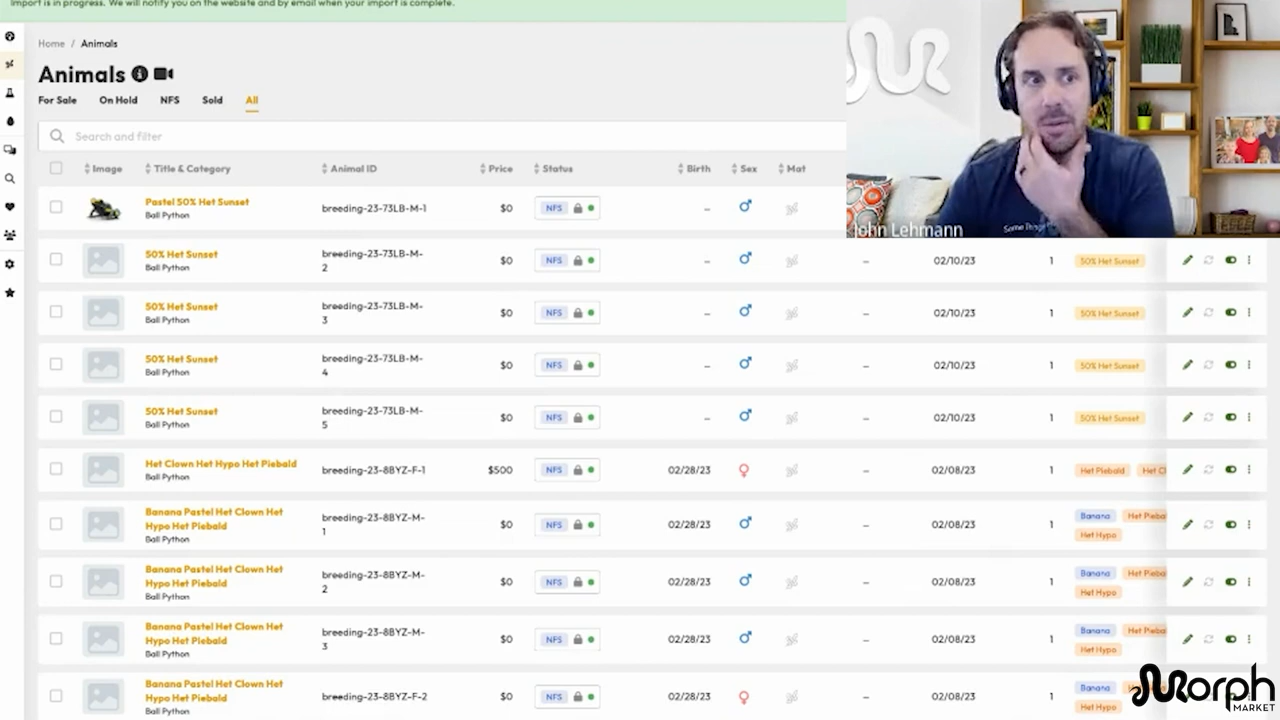 Import is in progress. We will notify you on the website and by email when your import is complete.
Home / Animals
Animals
For Sale On Hold NFS Sold All
Search and filter
Image Title & Category Animal ID Price Status Birth Sex Mat
Pastel 50% Het Sunset
Ball Python
breeding-23-73LB-M-1 $0 NFS –
John Lehmann
Some Things
50% Het Sunset
Ball Python
breeding-23-73LB-M-
2
$0 NFS – – 02/10/23 1 50% Het Sunset
50% Het Sunset
Ball Python
breeding-23-73LB-M-
3
$0 NFS – – 02/10/23 1 50% Het Sunset
50% Het Sunset
Ball Python
breeding-23-73LB-M-
4
$0 NFS – – 02/10/23 1 50% Het Sunset
50% Het Sunset
Ball Python
breeding-23-73LB-M-
5
$0 NFS – – 02/10/23 1 50% Het Sunset
Het Clown Het Hypo Het Piebald
Ball Python
breeding-23-8BYZ-F-1 $500 NFS 02/28/23 – 02/08/23 1 Het Piebald Het Cl
Banana Pastel Het Clown Het
Hypo Het Piebald
Ball Python
breeding-23-8BYZ-M-
1
$0 NFS 02/28/23 – 02/08/23 1 Banana Het Pieba
Het Hypo
Banana Pastel Het Clown Het
Hypo Het Piebald
Ball Python
breeding-23-8BYZ-M-
2
$0 NFS 02/28/23 – 02/08/23 1 Banana Het Pieba
Het Hypo
Banana Pastel Het Clown Het
Hypo Het Piebald
Ball Python
breeding-23-8BYZ-M-
3
$0 NFS 02/28/23 – 02/08/23 1 Banana Het Pieba
Het Hypo
Banana Pastel Het Clown Het
Hypo Het Piebald
Ball Python
breeding-23-8BYZ-F-2 $0 NFS 02/28/23 – 02/08/23 1 Banana
Het Hypo
Morph
MARKET